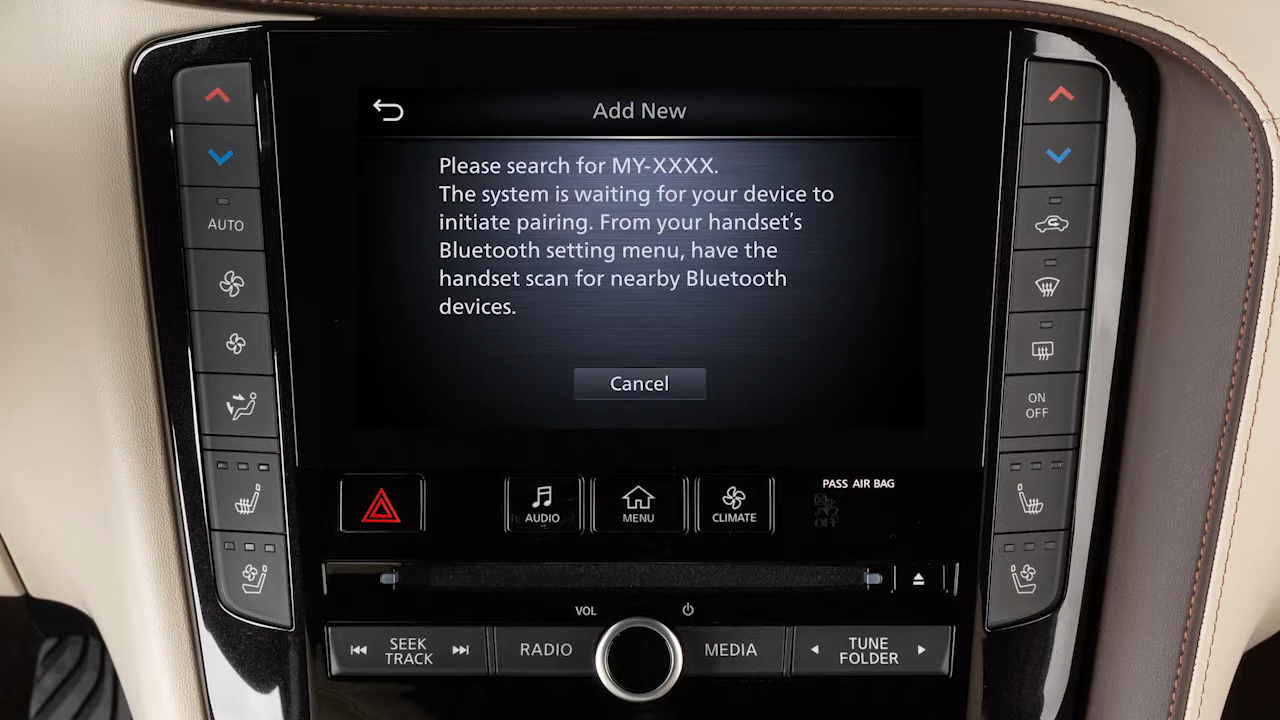 Add New
Please search for MY-XXXX.
The system is waiting for your device to
initiate pairing. From your handset's
Bluetooth setting menu, have the
handset scan for nearby Bluetooth
devices.
Cancel
AUTO
ON
OFF
PASS AIR BAG
OFF
AUDIO
MENU
CLIMATE
VOL
SEEK
TRACK
RADIO
MEDIA
TUNE
FOLDER